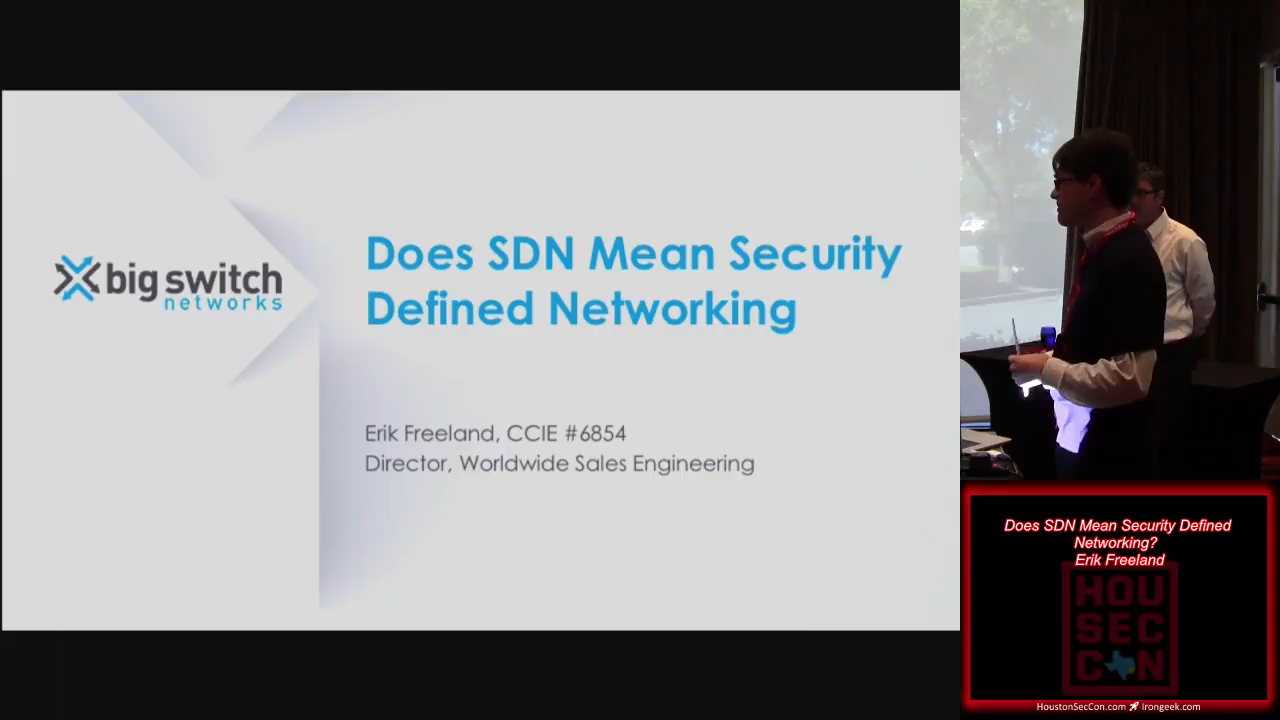 big switch
networks
Does SDN Mean Security
Defined Networking
Erik Freeland, CCIE #6854
Director, Worldwide Sales Engineering
Does SDN Mean Security Defined
Networking?
Erik Freeland
HOU
SEC
CON
HoustonSecCon.com irongeek.com